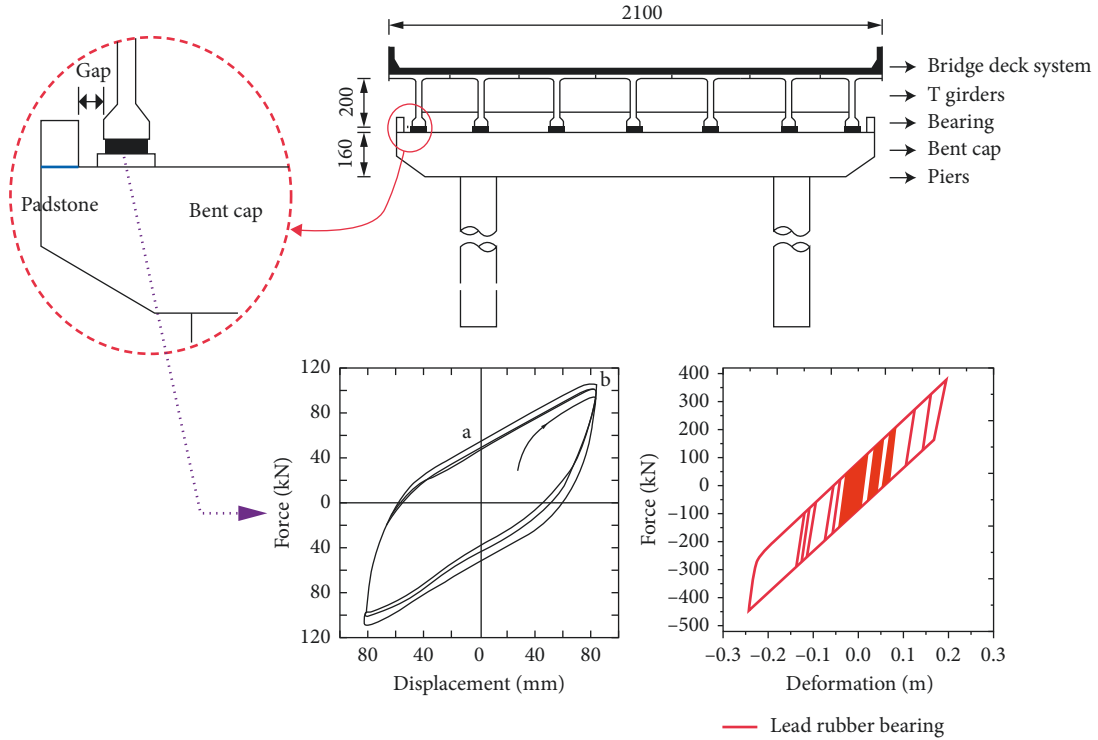 2100
Gap
Padstone
Bent cap
200
160
Bridge deck system
T girders
Bearing
Bent cap
Piers
120
80
40
0
40
80
120
Force (kN)
a
b
80 40 0 40 80
Displacement (mm)
400
300
200
100
0
−100
−200
−300
−400
−500
Force (kN)
−0.3 −0.2 −0.1 0.0 0.1 0.2 0.3
Deformation (m)
Lead rubber bearing